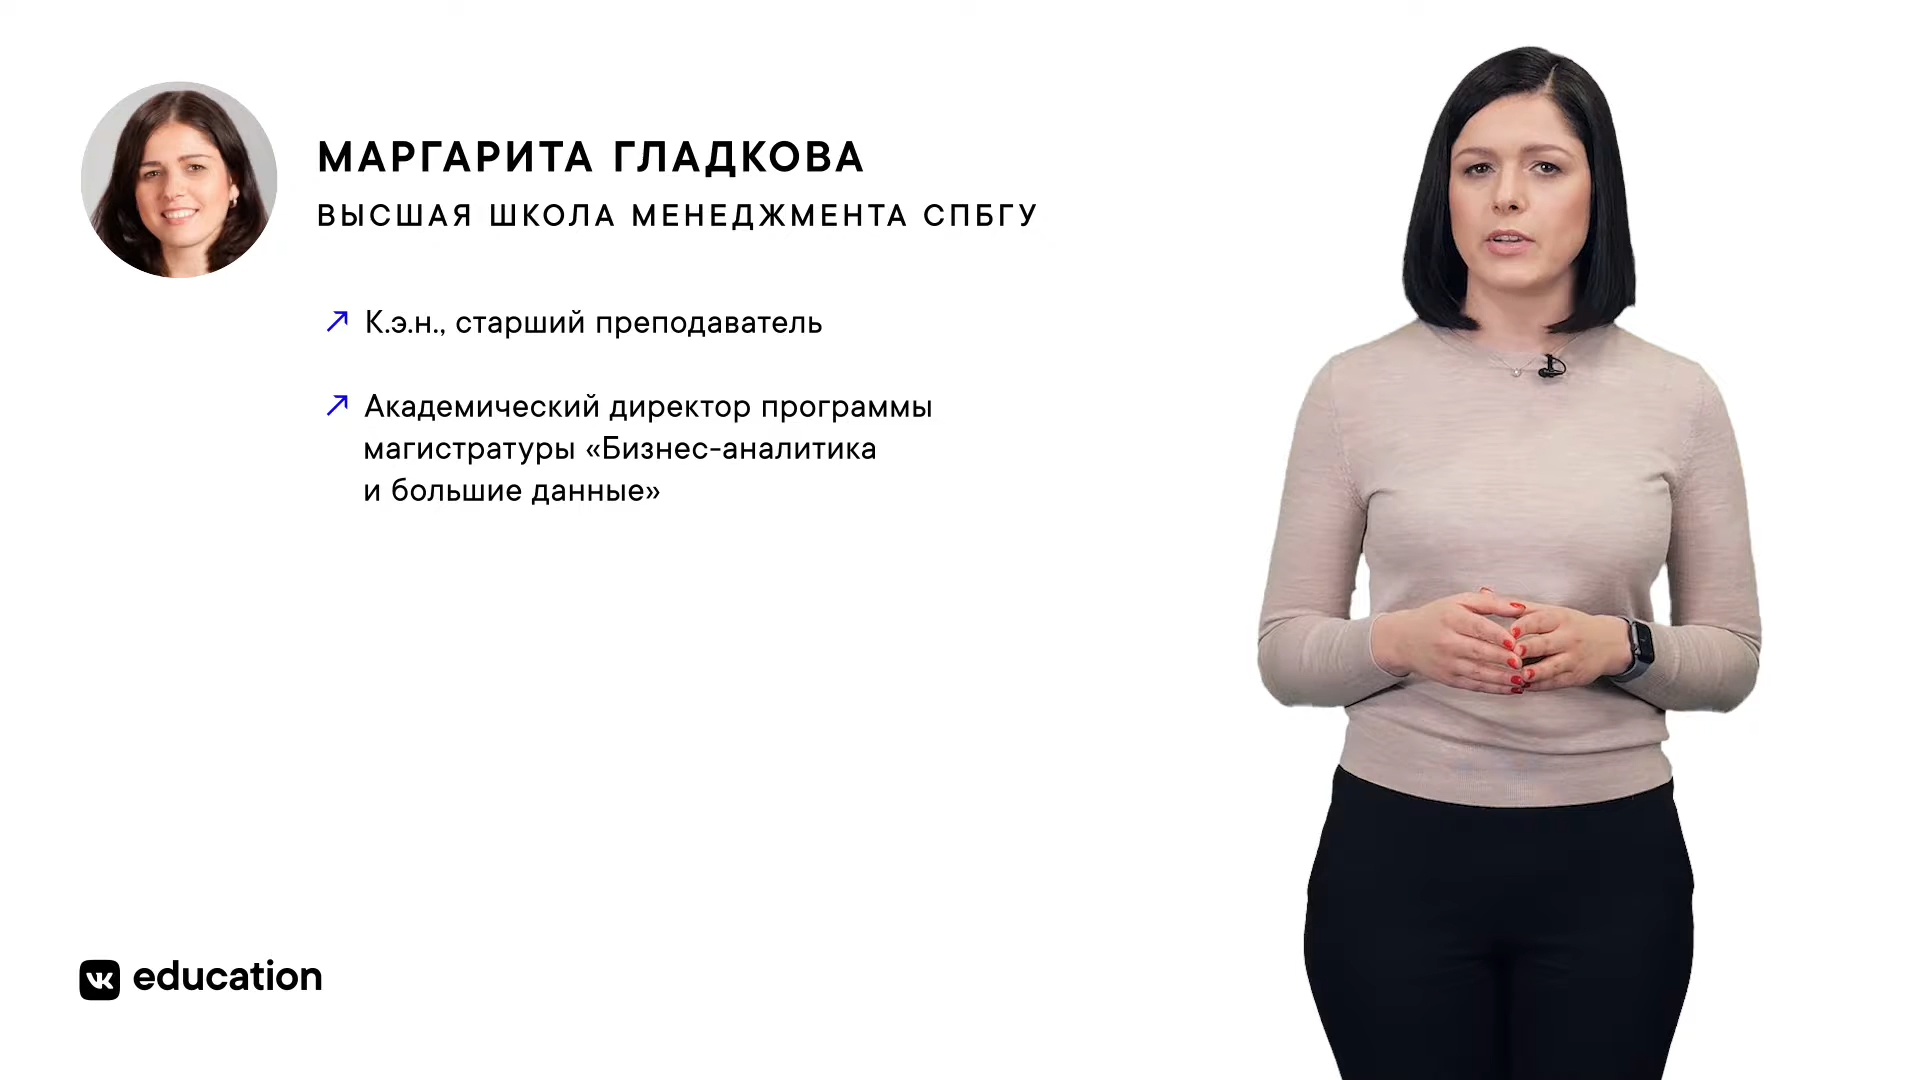 МАРГАРИТА ГЛАДКОВА
ВЫСШАЯ ШКОЛА МЕНЕДЖМЕНТА СПБГУ
К.э.н., старший преподаватель
Академический директор программы
магистратуры «Бизнес-аналитика
и большие данные»
education